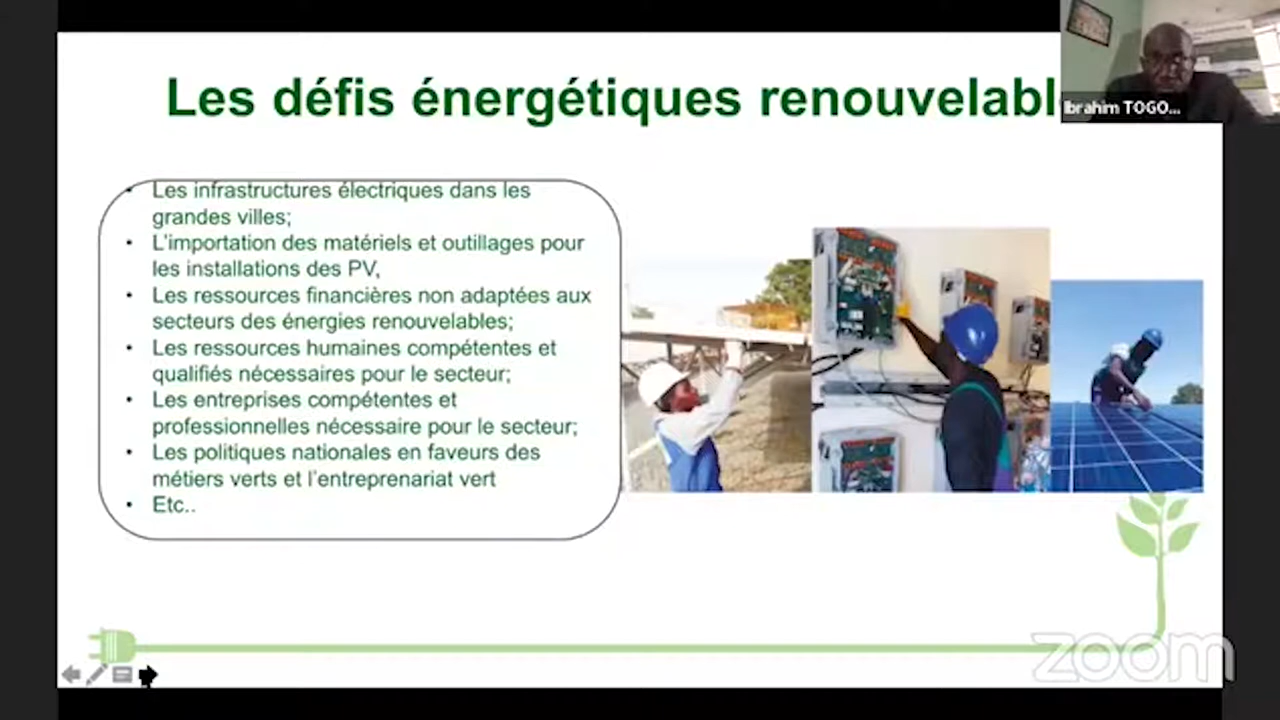 Les défis énergétiques renouvelabl
Ibrahim TOGO...
• Les infrastructures électriques dans les
grandes villes;
• L'importation des matériels et outillages pour
les installations des PV,
• Les ressources financières non adaptées aux
secteurs des énergies renouvelables;
• Les ressources humaines compétentes et
qualifiés nécessaires pour le secteur;
• Les entreprises compétentes et
professionnelles nécessaire pour le secteur;
• Les politiques nationales en faveurs des
métiers verts et l'entreprenariat vert
• Etc..
zoom